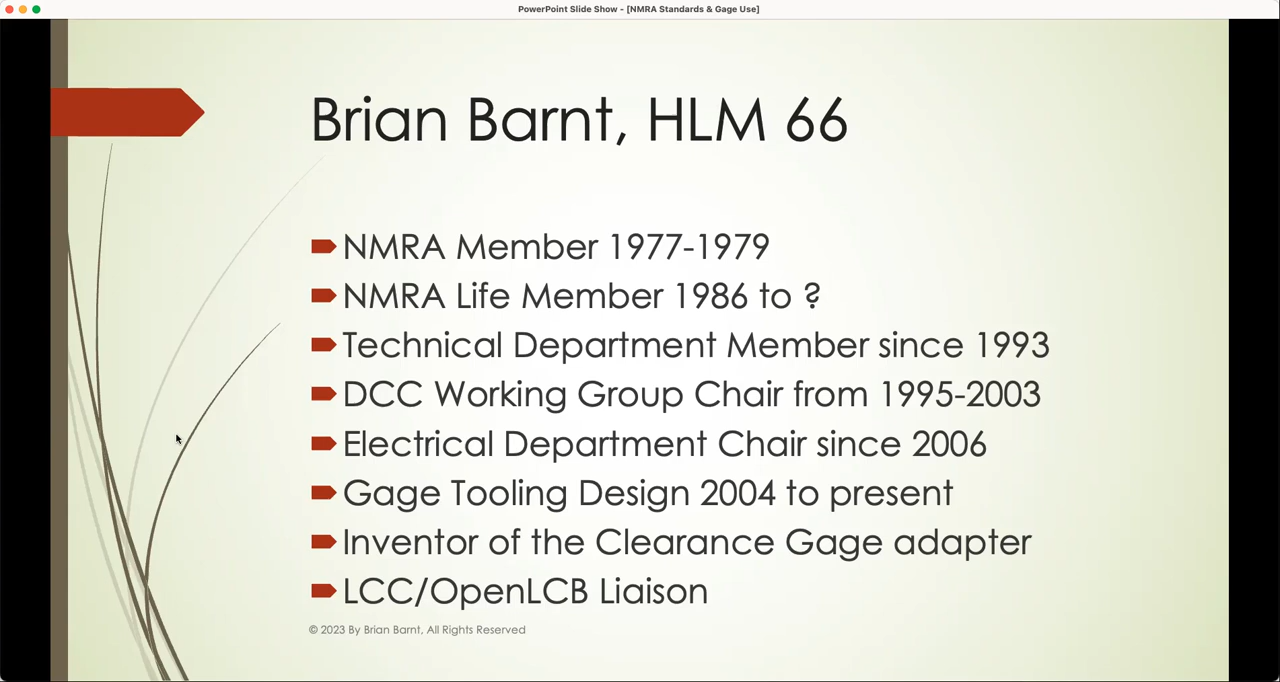 PowerPoint Slide Show - [NMRA Standards & Gage Use]
Brian Barnt, HLM 66
NMRA Member 1977-1979
NMRA Life Member 1986 to ?
Technical Department Member since 1993
DCC Working Group Chair from 1995-2003
Electrical Department Chair since 2006
Gage Tooling Design 2004 to present
Inventor of the Clearance Gage adapter
LCC/OpenLCB Liaison
© 2023 By Brian Barnt, All Rights Reserved